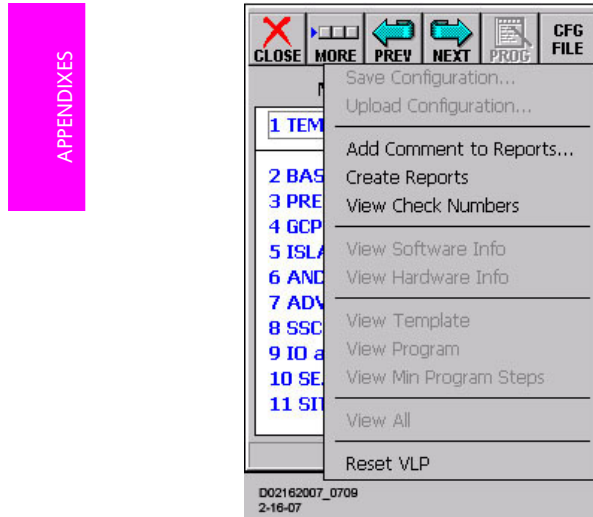 APPENDIXES
CLOSE MORE PREV NEXT PROG CFG FILE
Save Configuration...
Upload Configuration...
Add Comment to Reports...
Create Reports
View Check Numbers
View Software Info
View Hardware Info
View Template
View Program
View Min Program Steps
View All
Reset VLP
1 TEM
2 BAS
3 PRE
4 GCP
5 ISLA
6 AND
7 ADV
8 SSC
9 IO a
10 SE
11 SIT
D02162007_0709
2-16-07